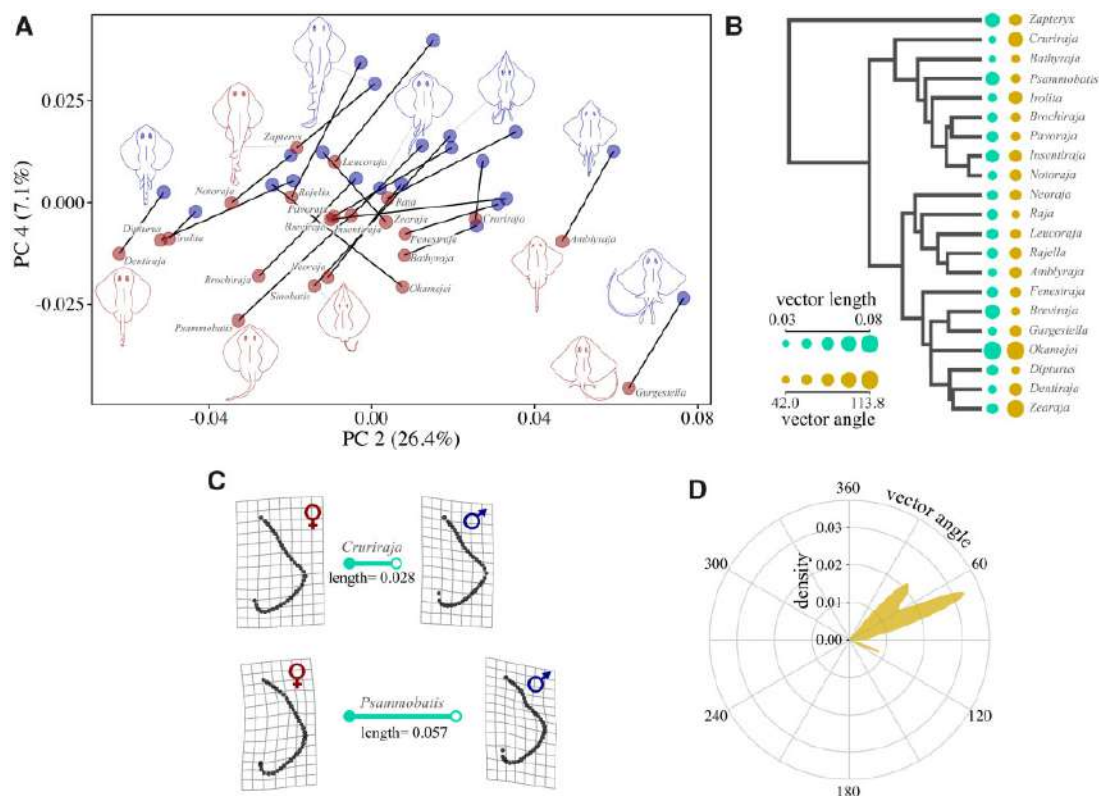 A
0.025
0.000
-0.025
PC 4 (7.1%)
-0.04
0.00
0.04
0.08
PC 2 (26.4%)
Zapteryx
Leucoraja
Notoraja
Rajella
Raja
Pavoraja
Zearaja
Cruriraja
Dipturus
Irolita
Breviraja
Insentiraja
Fenestraja
Amblyraja
Dentiraja
Bathyraja
Brochiraja
Neoraja
Sinobatis
Okamejei
Psammobatis
Gurgesiella
B
Zapteryx
Cruriraja
Bathyraja
Psammobatis
Irolita
Brochiraja
Pavoraja
Insentiraja
Notoraja
Neoraja
Raja
Leucoraja
Rajella
Amblyraja
Fenestraja
Breviraja
Gurgesiella
Okamejei
Dipturus
Dentiraja
Zearaja
vector length
0.03 0.08
42.0 113.8
vector angle
C
♀
♂
Cruriraja
length= 0.028
♀
♂
Psammobatis
length= 0.057
D
360
vector angle
60
120
180
240
300
density
0.03
0.02
0.01
0.00